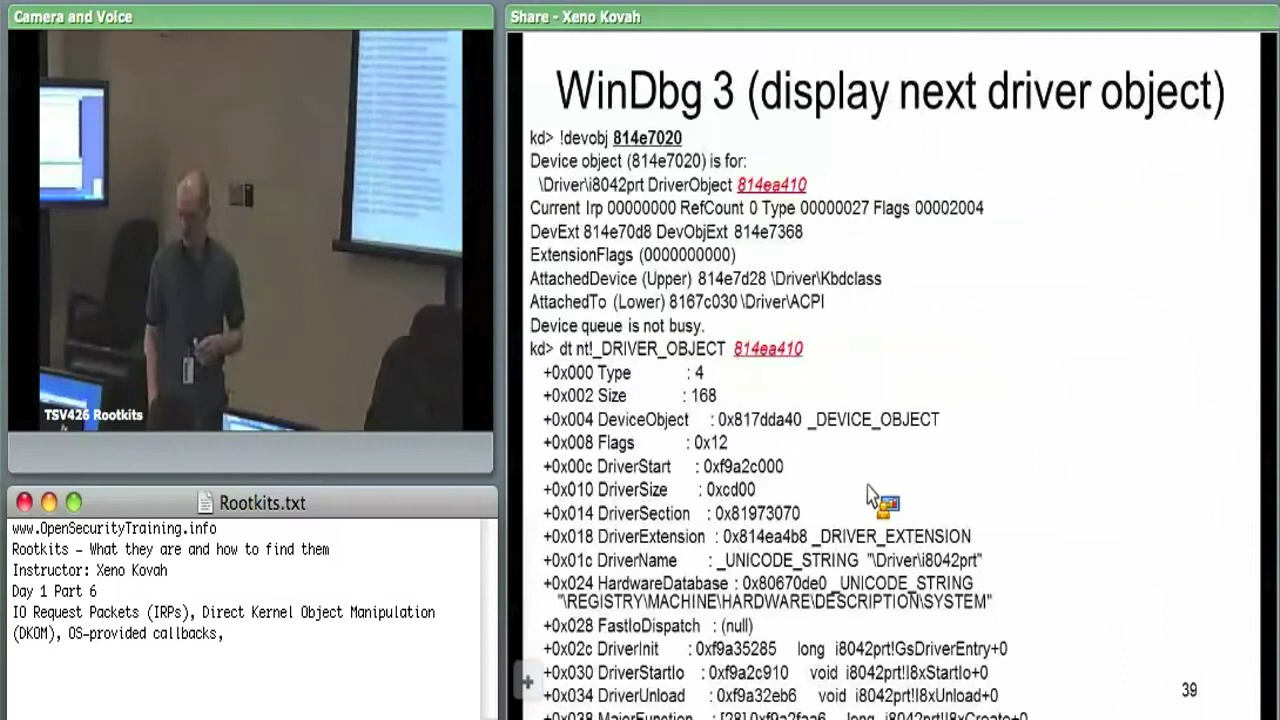 Camera and Voice
TSV426 Rootkits
Rootkits.txt
www.OpenSecurityTraining.info
Rootkits - What they are and how to find them
Instructor: Xeno Kovah
Day 1 Part 6
IO Request Packets (IRPs), Direct Kernel Object Manipulation
(DKOM), OS-provided callbacks,
Share - Xeno Kovah
WinDbg 3 (display next driver object)
kd> !devobj 814e7020
Device object (814e7020) is for:
\Driver\i8042prt DriverObject 814ea410
Current Irp 00000000 RefCount 0 Type 00000027 Flags 00002004
DevExt 814e70d8 DevObjExt 814e7368
ExtensionFlags (0000000000)
AttachedDevice (Upper) 814e7d28 \Driver\Kbdclass
AttachedTo (Lower) 8167c030 \Driver\ACPI
Device queue is not busy.
kd> dt nt!_DRIVER_OBJECT 814ea410
+0x000 Type : 4
+0x002 Size : 168
+0x004 DeviceObject : 0x817dda40 _DEVICE_OBJECT
+0x008 Flags : 0x12
+0x00c DriverStart : 0xf9a2c000
+0x010 DriverSize : 0xcd00
+0x014 DriverSection : 0x81973070
+0x018 DriverExtension : 0x814ea4b8 _DRIVER_EXTENSION
+0x01c DriverName : _UNICODE_STRING "\Driver\i8042prt"
+0x024 HardwareDatabase : 0x80670de0 _UNICODE_STRING
"\REGISTRY\MACHINE\HARDWARE\DESCRIPTION\SYSTEM"
+0x028 FastIoDispatch : (null)
+0x02c DriverInit : 0xf9a35285 long i8042prt!GsDriverEntry+0
+0x030 DriverStartIo : 0xf9a2c910 void i8042prt!I8xStartIo+0
+0x034 DriverUnload : 0xf9a32eb6 void i8042prt!I8xUnload+0
+0x038 MajorFunction : [28] 0xf9a2faa6 long i8042prt!I8xCreate+0
39